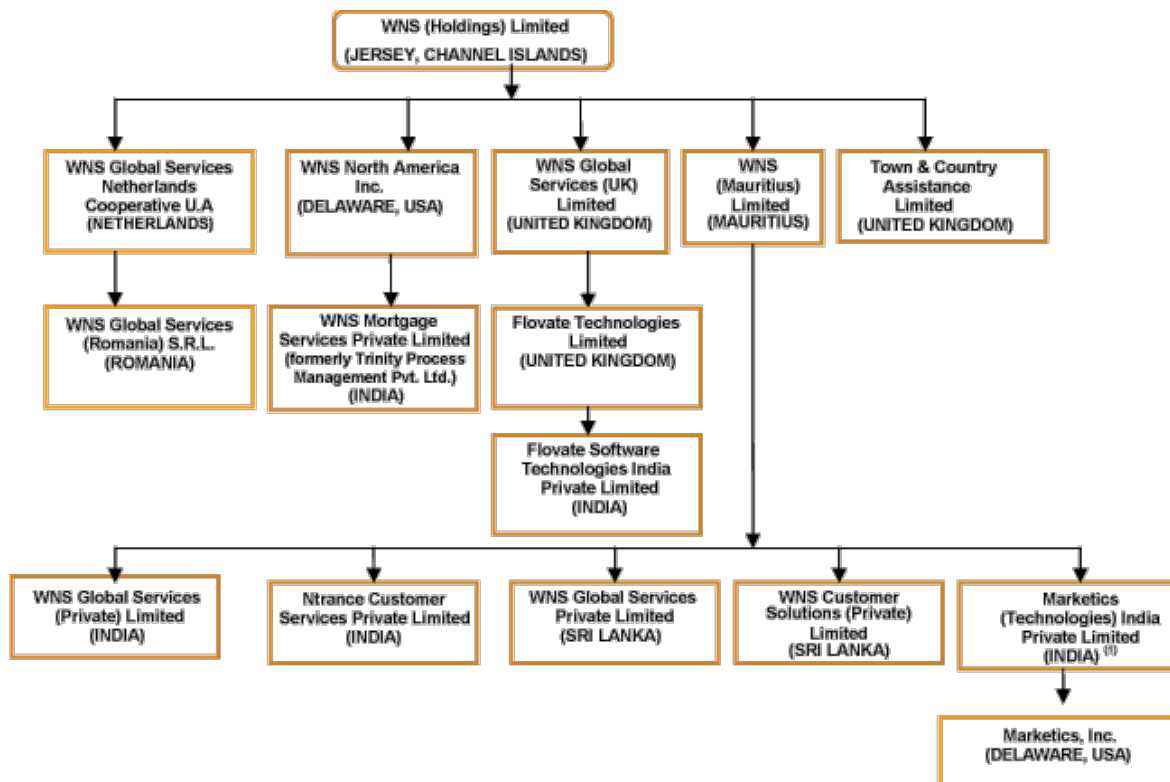 WNS (Holdings) Limited
(JERSEY, CHANNEL ISLANDS)
WNS Global Services
Netherlands
Cooperative U.A
(NETHERLANDS)
WNS North America
Inc.
(DELAWARE, USA)
WNS Global
Services (UK)
Limited
(UNITED KINGDOM)
WNS
(Mauritius)
Limited
(MAURITIUS)
Town & Country
Assistance
Limited
(UNITED KINGDOM)
WNS Global Services
(Romania) S.R.L.
(ROMANIA)
WNS Mortgage
Services Private Limited
(formerly Trinity Process
Management Pvt. Ltd.)
(INDIA)
Flovate Technologies
Limited
(UNITED KINGDOM)
Flovate Software
Technologies India
Private Limited
(INDIA)
WNS Global Services
(Private) Limited
(INDIA)
Ntrance Customer
Services Private Limited
(INDIA)
WNS Global Services
Private Limited
(SRI LANKA)
WNS Customer
Solutions (Private)
Limited
(SRI LANKA)
Marketics
(Technologies) India
Private Limited
(INDIA) (1)
Marketics, Inc.
(DELAWARE, USA)